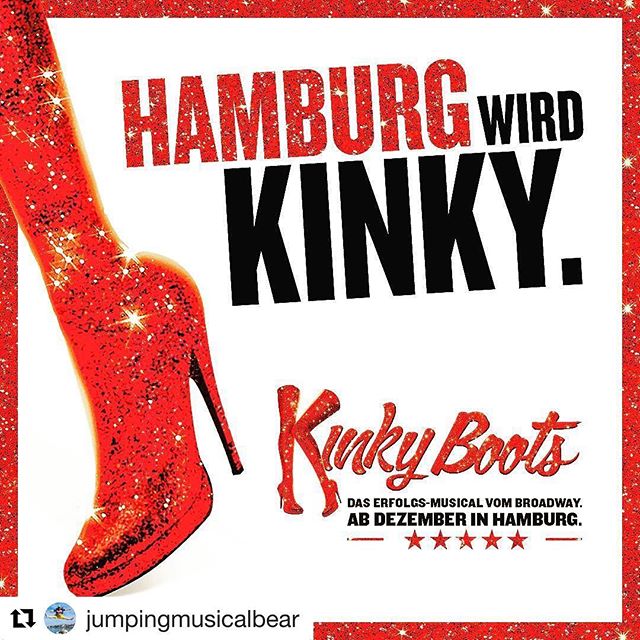 HAMBURG WIRD
KINKY.
Kinky Boots
DAS ERFOLGS-MUSICAL VOM BROADWAY.
AB DEZEMBER IN HAMBURG.
jumpingmusicalbear